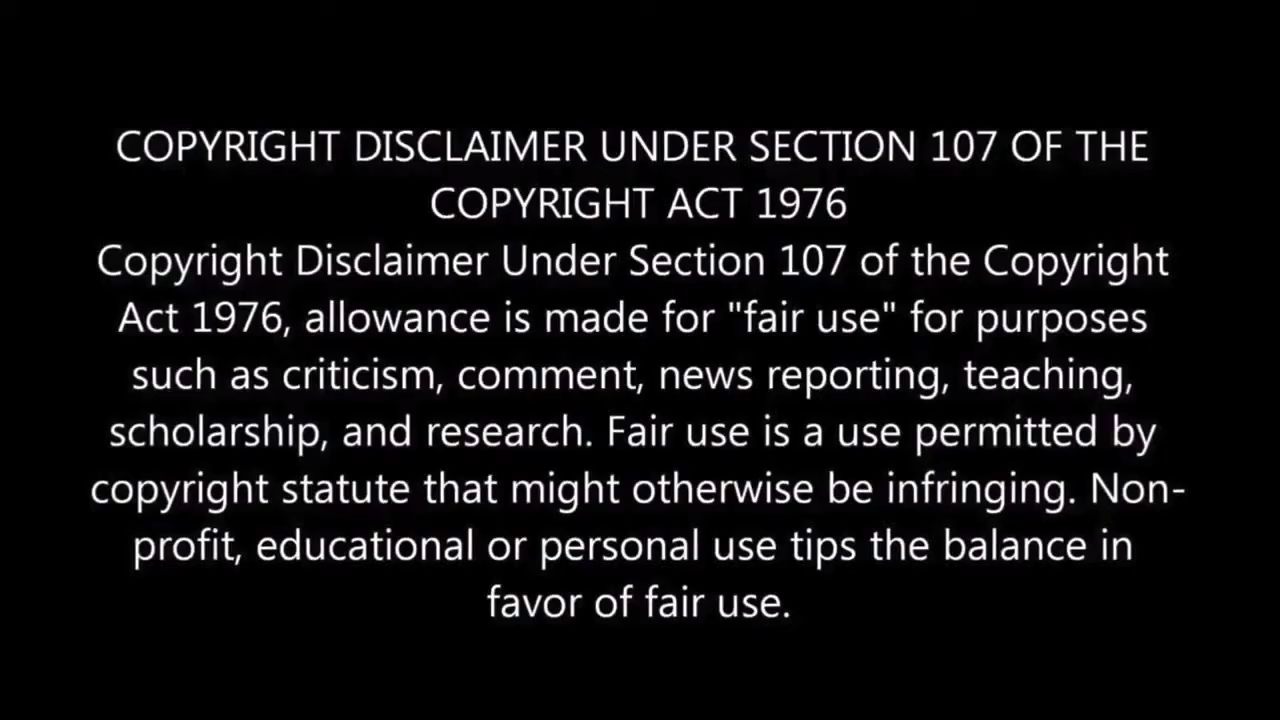 COPYRIGHT DISCLAIMER UNDER SECTION 107 OF THE
COPYRIGHT ACT 1976
Copyright Disclaimer Under Section 107 of the Copyright
Act 1976, allowance is made for "fair use" for purposes
such as criticism, comment, news reporting, teaching,
scholarship, and research. Fair use is a use permitted by
copyright statute that might otherwise be infringing. Non-
profit, educational or personal use tips the balance in
favor of fair use.